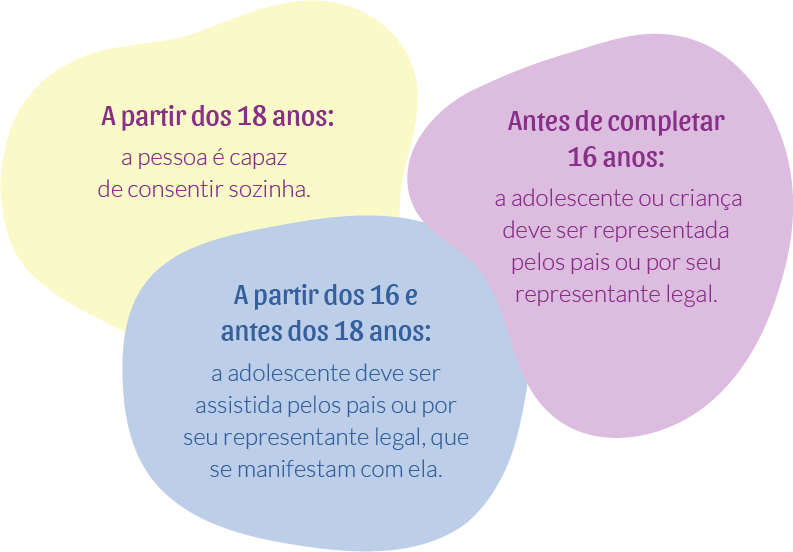 A partir dos 18 anos:
a pessoa é capaz
de consentir sozinha.
Antes de completar
16 anos:
a adolescente ou criança
deve ser representada
pelos pais ou por seu
representante legal.
A partir dos 16 e
antes dos 18 anos:
a adolescente deve ser
assistida pelos pais ou por
seu representante legal, que
se manifestam com ela.